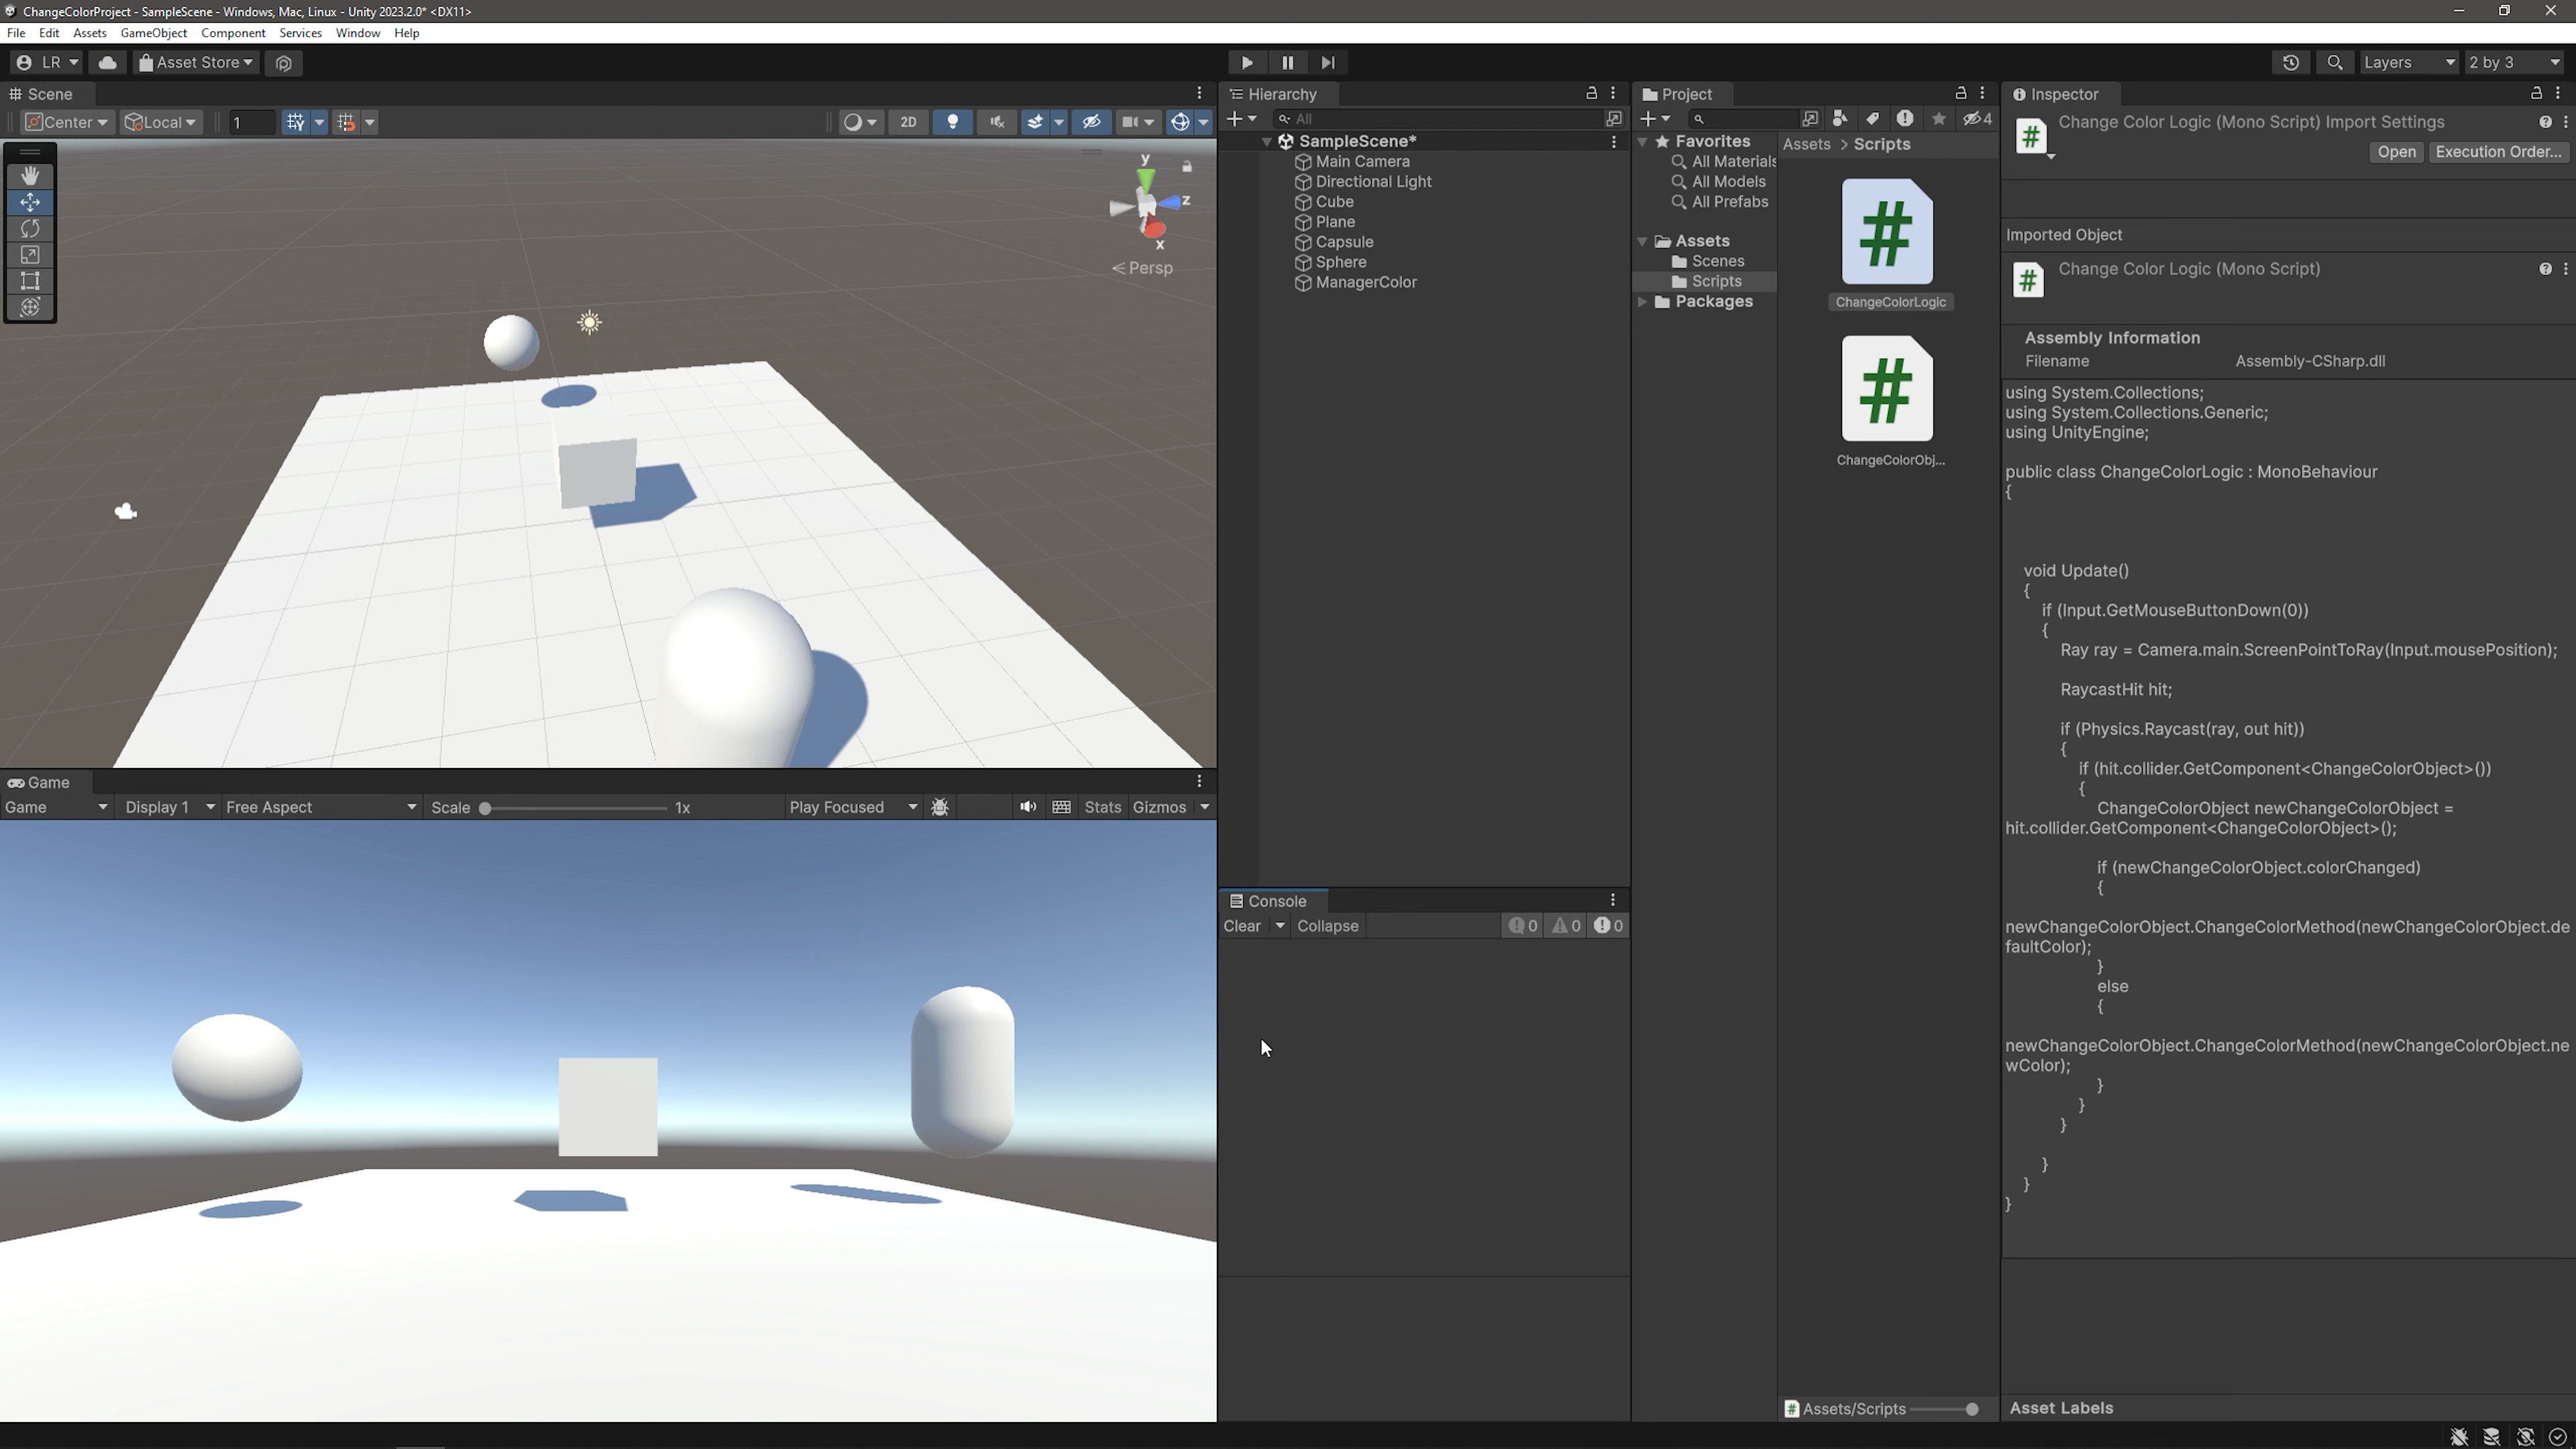 ChangeColorProject - SampleScene - Windows, Mac, Linux - Unity 2023.2.0* <DX11>
File Edit Assets GameObject Component Services Window Help
LR Asset Store Layers 2 by 3
Scene
Center Local 1 2D
y
z
x
Persp
Game
Game Display 1 Free Aspect Scale 1x Play Focused Stats Gizmos
Hierarchy
All
SampleScene*
Main Camera
Directional Light
Cube
Plane
Capsule
Sphere
ManagerColor
Console
Clear Collapse 0 0 0
Project
4
Favorites
All Materials
All Models
All Prefabs
Assets
Scenes
Scripts
Packages
Assets > Scripts
ChangeColorLogic
ChangeColorObj...
Assets/Scripts
Inspector
Change Color Logic (Mono Script) Import Settings
Open Execution Order...
Imported Object
Change Color Logic (Mono Script)
Assembly Information
Filename Assembly-CSharp.dll
using System.Collections;
using System.Collections.Generic;
using UnityEngine;
public class ChangeColorLogic : MonoBehaviour
{
void Update()
{
if (Input.GetMouseButtonDown(0))
{
Ray ray = Camera.main.ScreenPointToRay(Input.mousePosition);
RaycastHit hit;
if (Physics.Raycast(ray, out hit))
{
if (hit.collider.GetComponent<ChangeColorObject>())
{
ChangeColorObject newChangeColorObject =
hit.collider.GetComponent<ChangeColorObject>();
if (newChangeColorObject.colorChanged)
{
newChangeColorObject.ChangeColorMethod(newChangeColorObject.de
faultColor);
}
else
{
newChangeColorObject.ChangeColorMethod(newChangeColorObject.ne
wColor);
}
}
}
}
}
}
Asset Labels